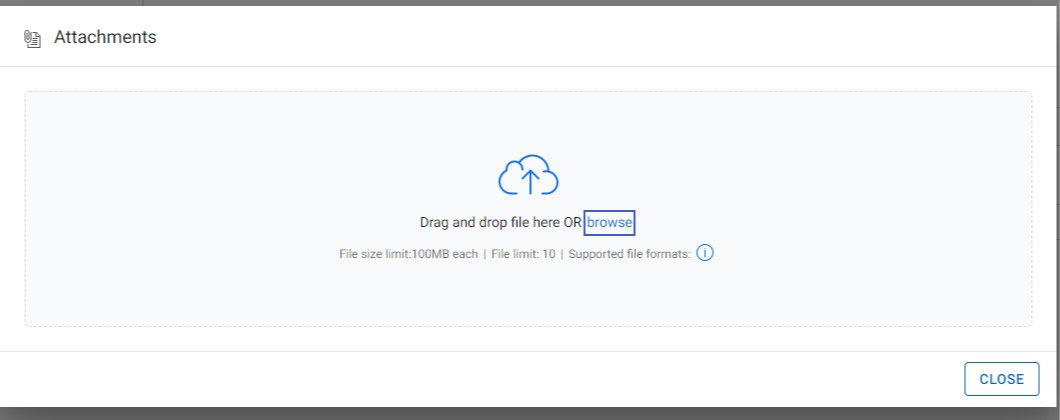 Attachments
Drag and drop file here OR browse
File size limit:100MB each | File limit: 10 | Supported file formats: i
CLOSE